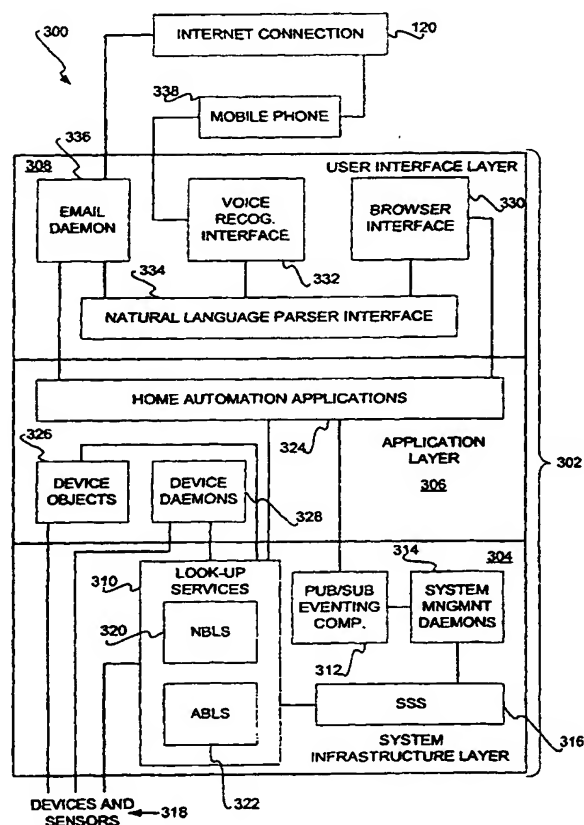 300
INTERNET CONNECTION
120
338
MOBILE PHONE
336
308
USER INTERFACE LAYER
EMAIL
DAEMON
VOICE
RECOG.
INTERFACE
BROWSER
INTERFACE
330
332
334
NATURAL LANGUAGE PARSER INTERFACE
HOME AUTOMATION APPLICATIONS
324
326
DEVICE
OBJECTS
DEVICE
DAEMONS
328
APPLICATION
LAYER
306
302
310
LOOK-UP
SERVICES
314
304
320
NBLS
PUB/SUB
EVENTING
COMP.
SYSTEM
MNGMNT
DAEMONS
312
ABLS
SSS
316
SYSTEM
INFRASTRUCTURE LAYER
DEVICES AND
SENSORS
318
322